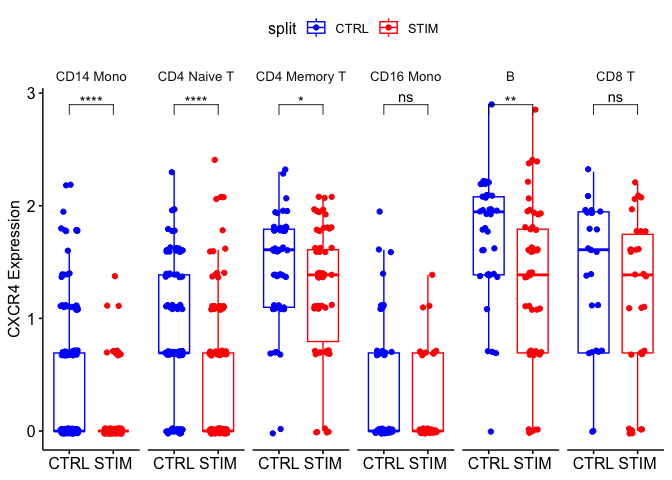 split CTRL STIM
CD14 Mono CD4 Naive T CD4 Memory T CD16 Mono B CD8 T
**** **** * ns ** ns
3
2
1
0
CXCR4 Expression
CTRL STIM CTRL STIM CTRL STIM CTRL STIM CTRL STIM CTRL STIM